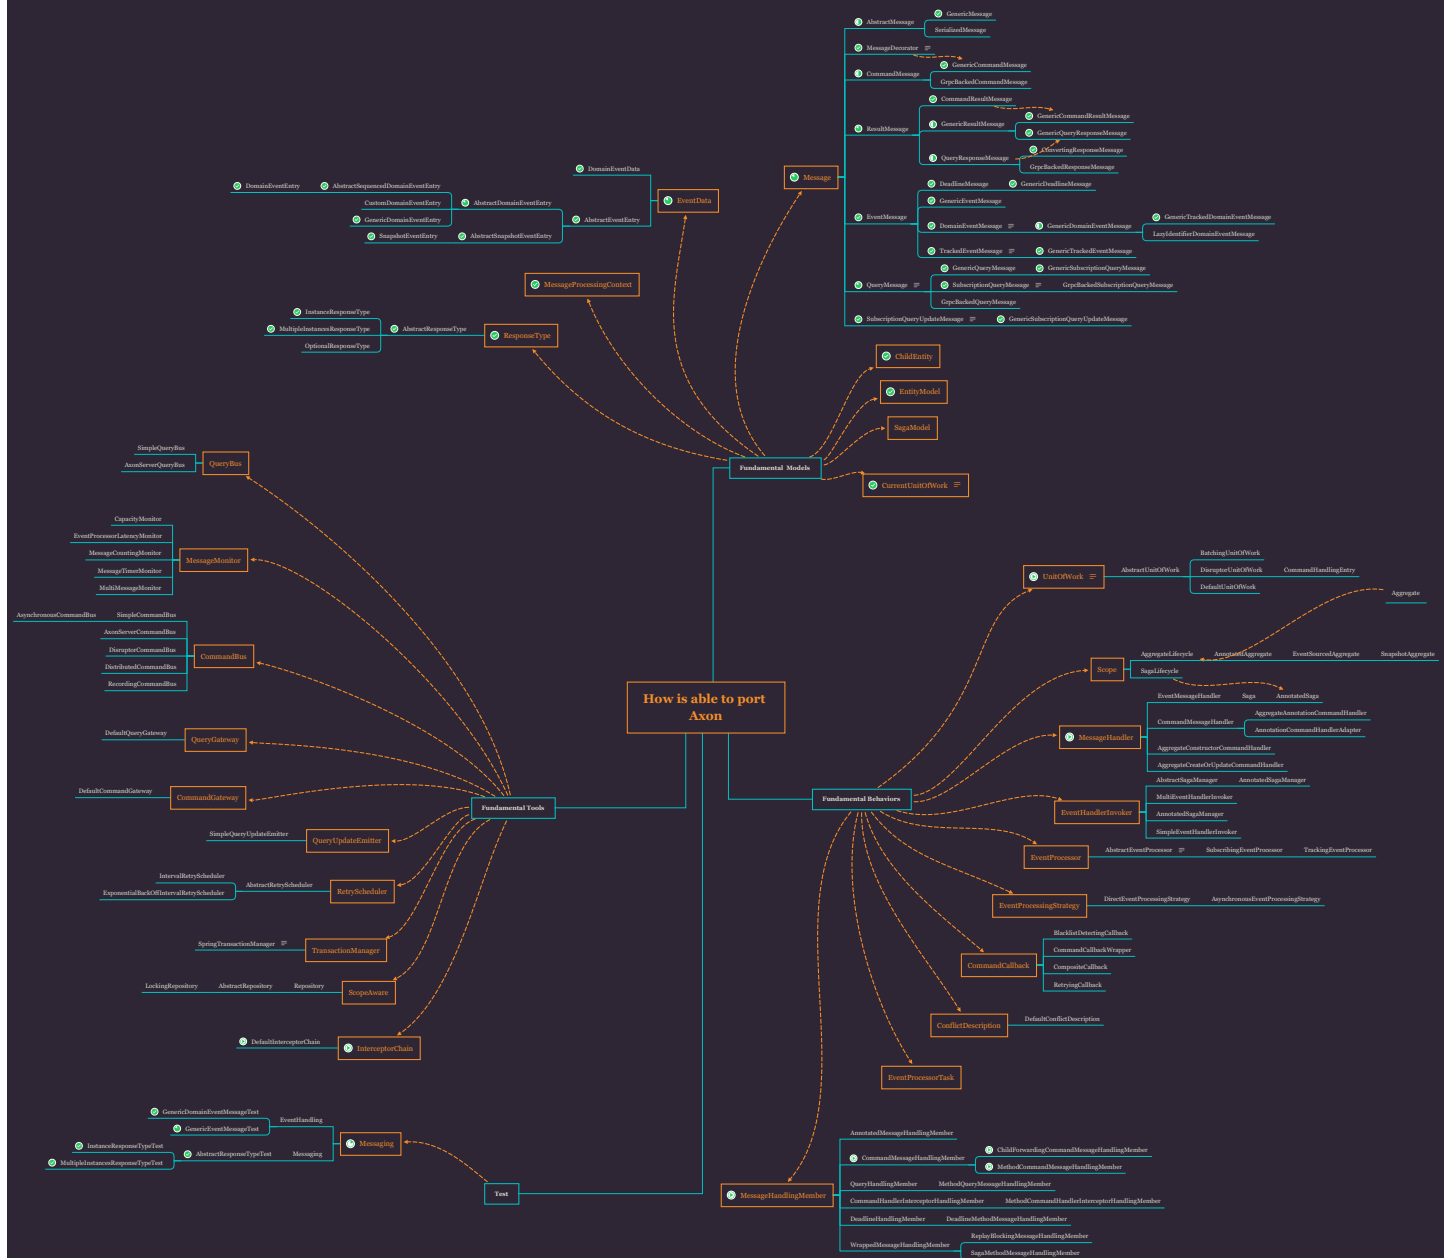 How is able to port
Axon
Fundamental Models
Message
AbstractMessage
GenericMessage
SerializedMessage
MessageDecorator
CommandMessage
GenericCommandMessage
GrpcBackedCommandMessage
ResultMessage
CommandResultMessage
GenericResultMessage
GenericCommandResultMessage
GenericQueryResponseMessage
QueryResponseMessage
ConvertingResponseMessage
GrpcBackedResponseMessage
EventMessage
DeadlineMessage
GenericDeadlineMessage
GenericEventMessage
DomainEventMessage
GenericDomainEventMessage
GenericTrackedDomainEventMessage
LazyIdentifierDomainEventMessage
TrackedEventMessage
GenericTrackedEventMessage
QueryMessage
GenericQueryMessage
GenericSubscriptionQueryMessage
SubscriptionQueryMessage
GrpcBackedSubscriptionQueryMessage
GrpcBackedQueryMessage
SubscriptionQueryUpdateMessage
GenericSubscriptionQueryUpdateMessage
EventData
DomainEventData
AbstractEventEntry
AbstractDomainEventEntry
AbstractSequencedDomainEventEntry
DomainEventEntry
CustomDomainEventEntry
GenericDomainEventEntry
AbstractSnapshotEventEntry
SnapshotEventEntry
MessageProcessingContext
ResponseType
AbstractResponseType
InstanceResponseType
MultipleInstancesResponseType
OptionalResponseType
ChildEntity
EntityModel
SagaModel
CurrentUnitOfWork
Fundamental Tools
QueryBus
SimpleQueryBus
AxonServerQueryBus
MessageMonitor
CapacityMonitor
EventProcessorLatencyMonitor
MessageCountingMonitor
MessageTimerMonitor
MultiMessageMonitor
CommandBus
SimpleCommandBus
AsynchronousCommandBus
AxonServerCommandBus
DisruptorCommandBus
DistributedCommandBus
RecordingCommandBus
QueryGateway
DefaultQueryGateway
CommandGateway
DefaultCommandGateway
QueryUpdateEmitter
SimpleQueryUpdateEmitter
RetryScheduler
AbstractRetryScheduler
IntervalRetryScheduler
ExponentialBackOffIntervalRetryScheduler
TransactionManager
SpringTransactionManager
ScopeAware
Repository
AbstractRepository
LockingRepository
InterceptorChain
DefaultInterceptorChain
Test
Messaging
EventHandling
GenericDomainEventMessageTest
GenericEventMessageTest
Messaging
AbstractResponseTypeTest
InstanceResponseTypeTest
MultipleInstancesResponseTypeTest
Fundamental Behaviors
UnitOfWork
AbstractUnitOfWork
BatchingUnitOfWork
DisruptorUnitOfWork
CommandHandlingEntry
DefaultUnitOfWork
Aggregate
Scope
AggregateLifecycle
AnnotatedAggregate
EventSourcedAggregate
SnapshotAggregate
SagaLifecycle
MessageHandler
EventMessageHandler
Saga
AnnotatedSaga
CommandMessageHandler
AggregateAnnotationCommandHandler
AnnotationCommandHandlerAdapter
AggregateConstructorCommandHandler
AggregateCreateOrUpdateCommandHandler
EventHandlerInvoker
AbstractSagaManager
AnnotatedSagaManager
MultiEventHandlerInvoker
AnnotatedSagaManager
SimpleEventHandlerInvoker
EventProcessor
AbstractEventProcessor
SubscribingEventProcessor
TrackingEventProcessor
EventProcessingStrategy
DirectEventProcessingStrategy
AsynchronousEventProcessingStrategy
CommandCallback
BlacklistDetectingCallback
CommandCallbackWrapper
CompositeCallback
RetryingCallback
ConflictDescription
DefaultConflictDescription
EventProcessorTask
MessageHandlingMember
AnnotatedMessageHandlingMember
CommandMessageHandlingMember
ChildForwardingCommandMessageHandlingMember
MethodCommandMessageHandlingMember
QueryHandlingMember
MethodQueryMessageHandlingMember
CommandHandlerInterceptorHandlingMember
MethodCommandHandlerInterceptorHandlingMember
DeadlineHandlingMember
DeadlineMethodMessageHandlingMember
WrappedMessageHandlingMember
ReplayBlockingMessageHandlingMember
SagaMethodMessageHandlingMember